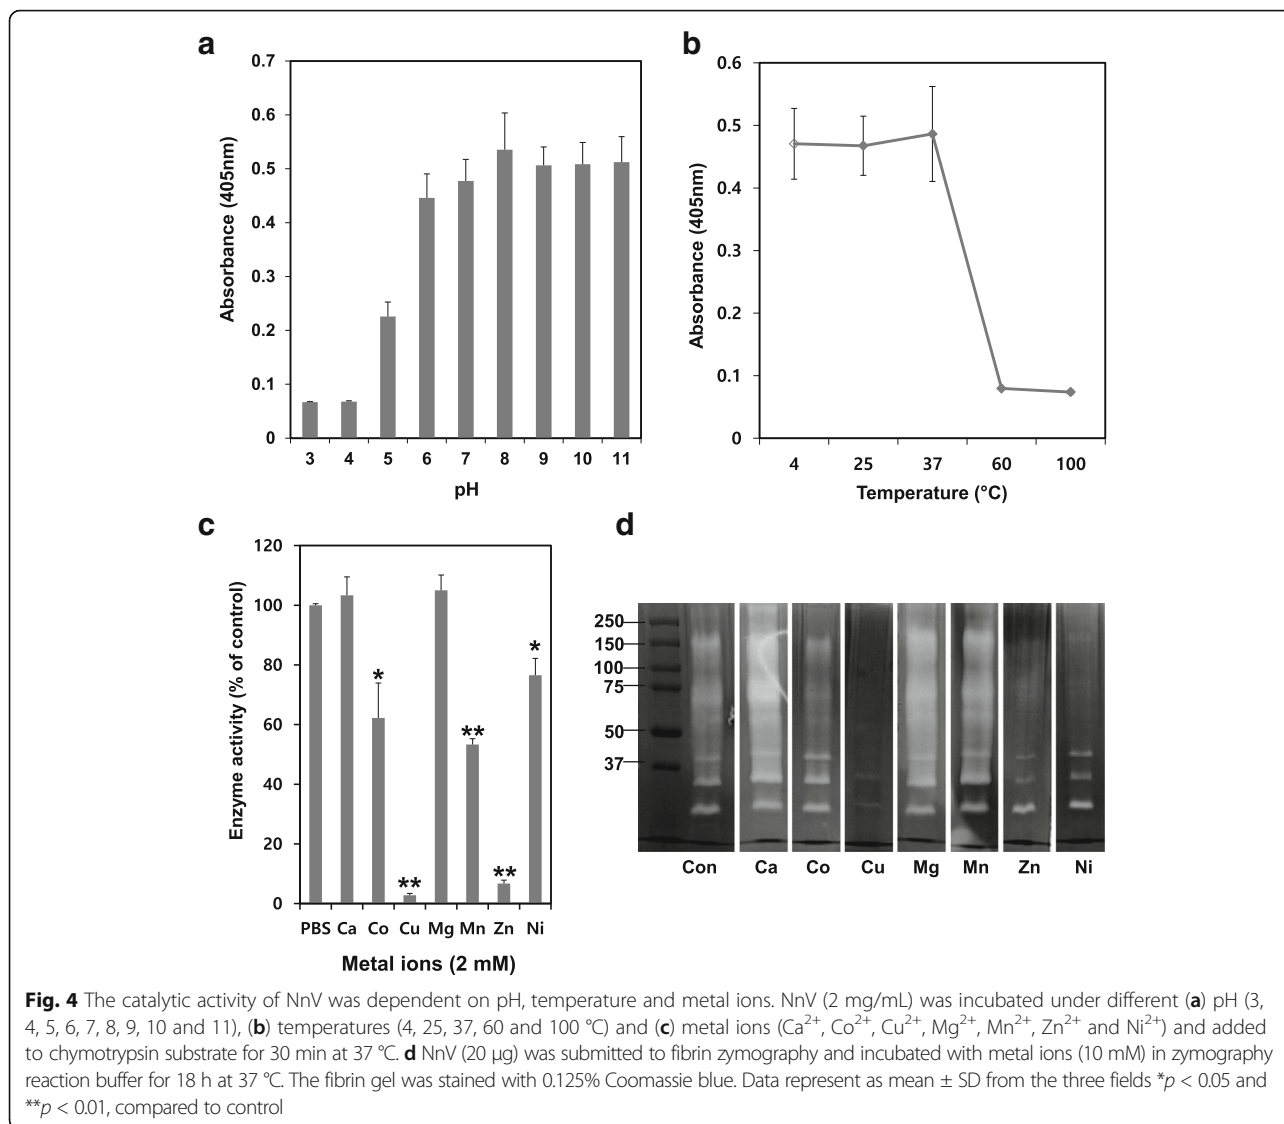 a
0.7
0.6
0.5
0.4
0.3
0.2
0.1
0
Absorbance (405nm)
3 4 5 6 7 8 9 10 11
pH
b
0.6
0.5
0.4
0.3
0.2
0.1
0
Absorbance (405nm)
4 25 37 60 100
Temperature (°C)
c
120
100
80
60
40
20
0
Enzyme activity (% of control)
* ** ** ** *
PBS Ca Co Cu Mg Mn Zn Ni
Metal ions (2 mM)
d
250
150
100
75
50
37
Con Ca Co Cu Mg Mn Zn Ni
Fig. 4 The catalytic activity of NnV was dependent on pH, temperature and metal ions. NnV (2 mg/mL) was incubated under different (a) pH (3,
4, 5, 6, 7, 8, 9, 10 and 11), (b) temperatures (4, 25, 37, 60 and 100 °C) and (c) metal ions (Ca²⁺, Co²⁺, Cu²⁺, Mg²⁺, Mn²⁺, Zn²⁺ and Ni²⁺) and added
to chymotrypsin substrate for 30 min at 37 °C. d NnV (20 μg) was submitted to fibrin zymography and incubated with metal ions (10 mM) in zymography
reaction buffer for 18 h at 37 °C. The fibrin gel was stained with 0.125% Coomassie blue. Data represent as mean ± SD from the three fields *p < 0.05 and
**p < 0.01, compared to control